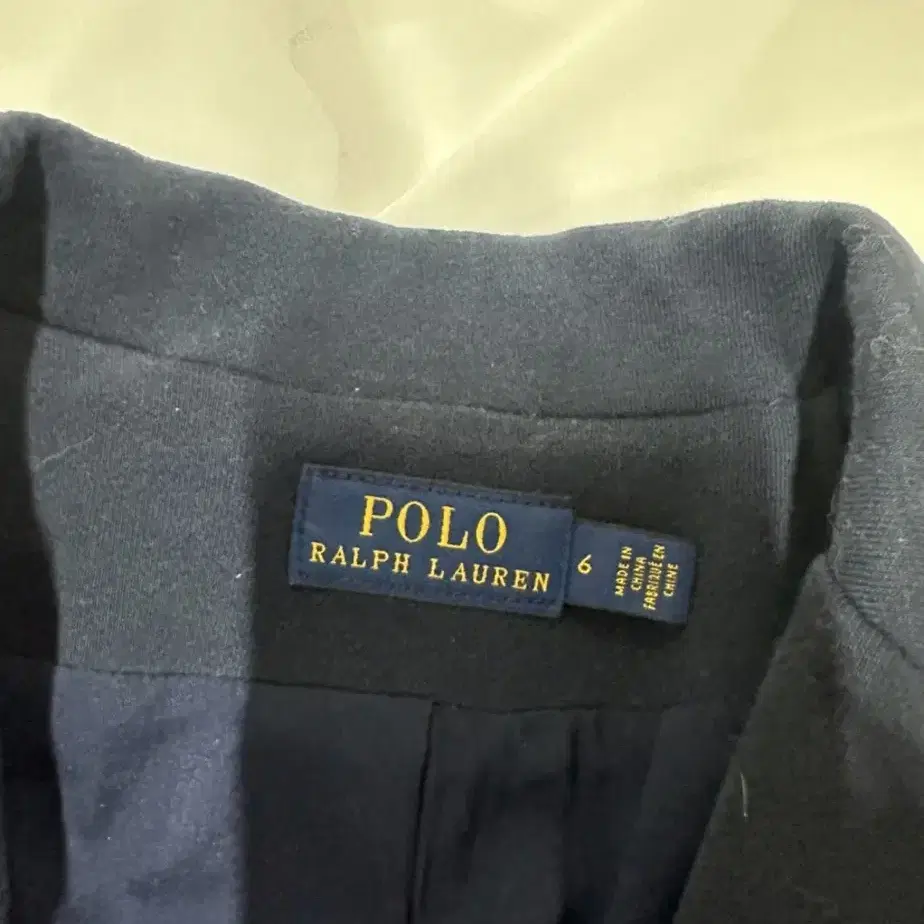 POLO
RALPH LAUREN
6
MADE IN
CHINA
FABRIQUÉ EN
CHINE